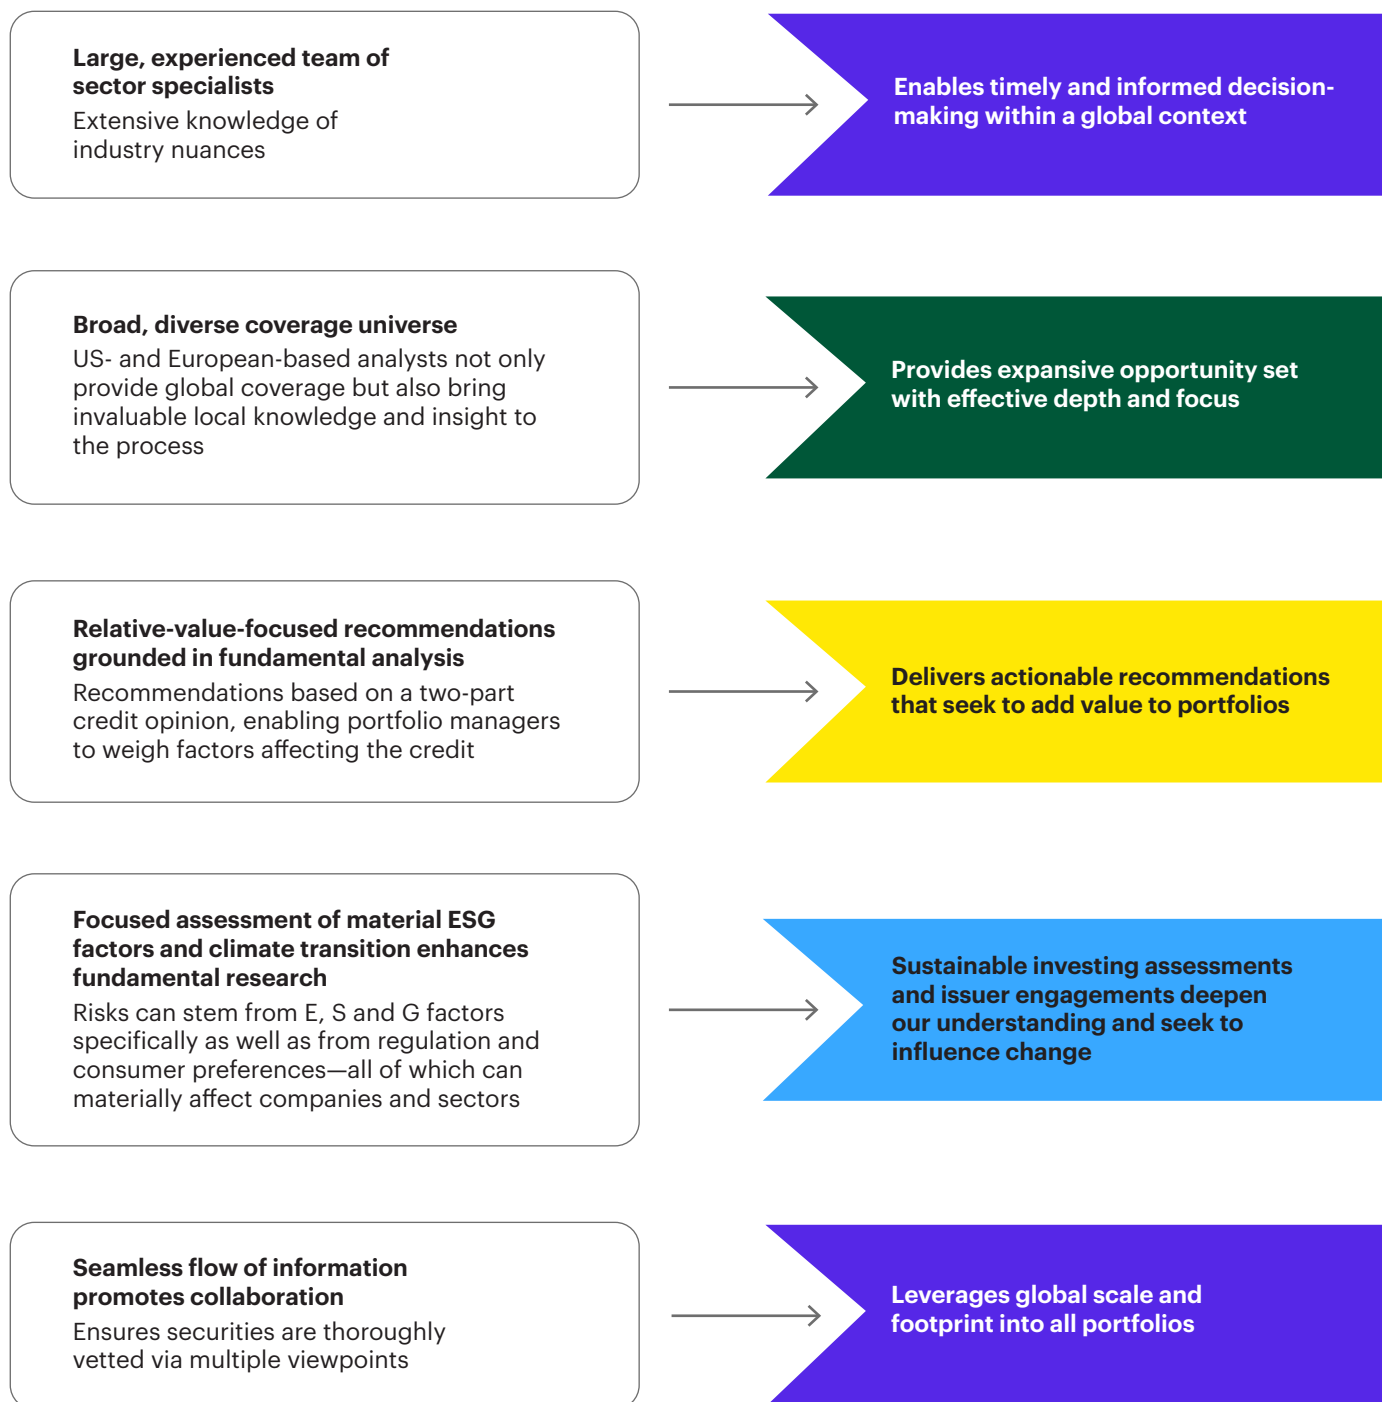 Large, experienced team of
sector specialists
Extensive knowledge of
industry nuances
Enables timely and informed decision-
making within a global context
Broad, diverse coverage universe
US- and European-based analysts not only
provide global coverage but also bring
invaluable local knowledge and insight to
the process
Provides expansive opportunity set
with effective depth and focus
Relative-value-focused recommendations
grounded in fundamental analysis
Recommendations based on a two-part
credit opinion, enabling portfolio managers
to weigh factors affecting the credit
Delivers actionable recommendations
that seek to add value to portfolios
Focused assessment of material ESG
factors and climate transition enhances
fundamental research
Risks can stem from E, S and G factors
specifically as well as from regulation and
consumer preferences—all of which can
materially affect companies and sectors
Sustainable investing assessments
and issuer engagements deepen
our understanding and seek to
influence change
Seamless flow of information
promotes collaboration
Ensures securities are thoroughly
vetted via multiple viewpoints
Leverages global scale and
footprint into all portfolios